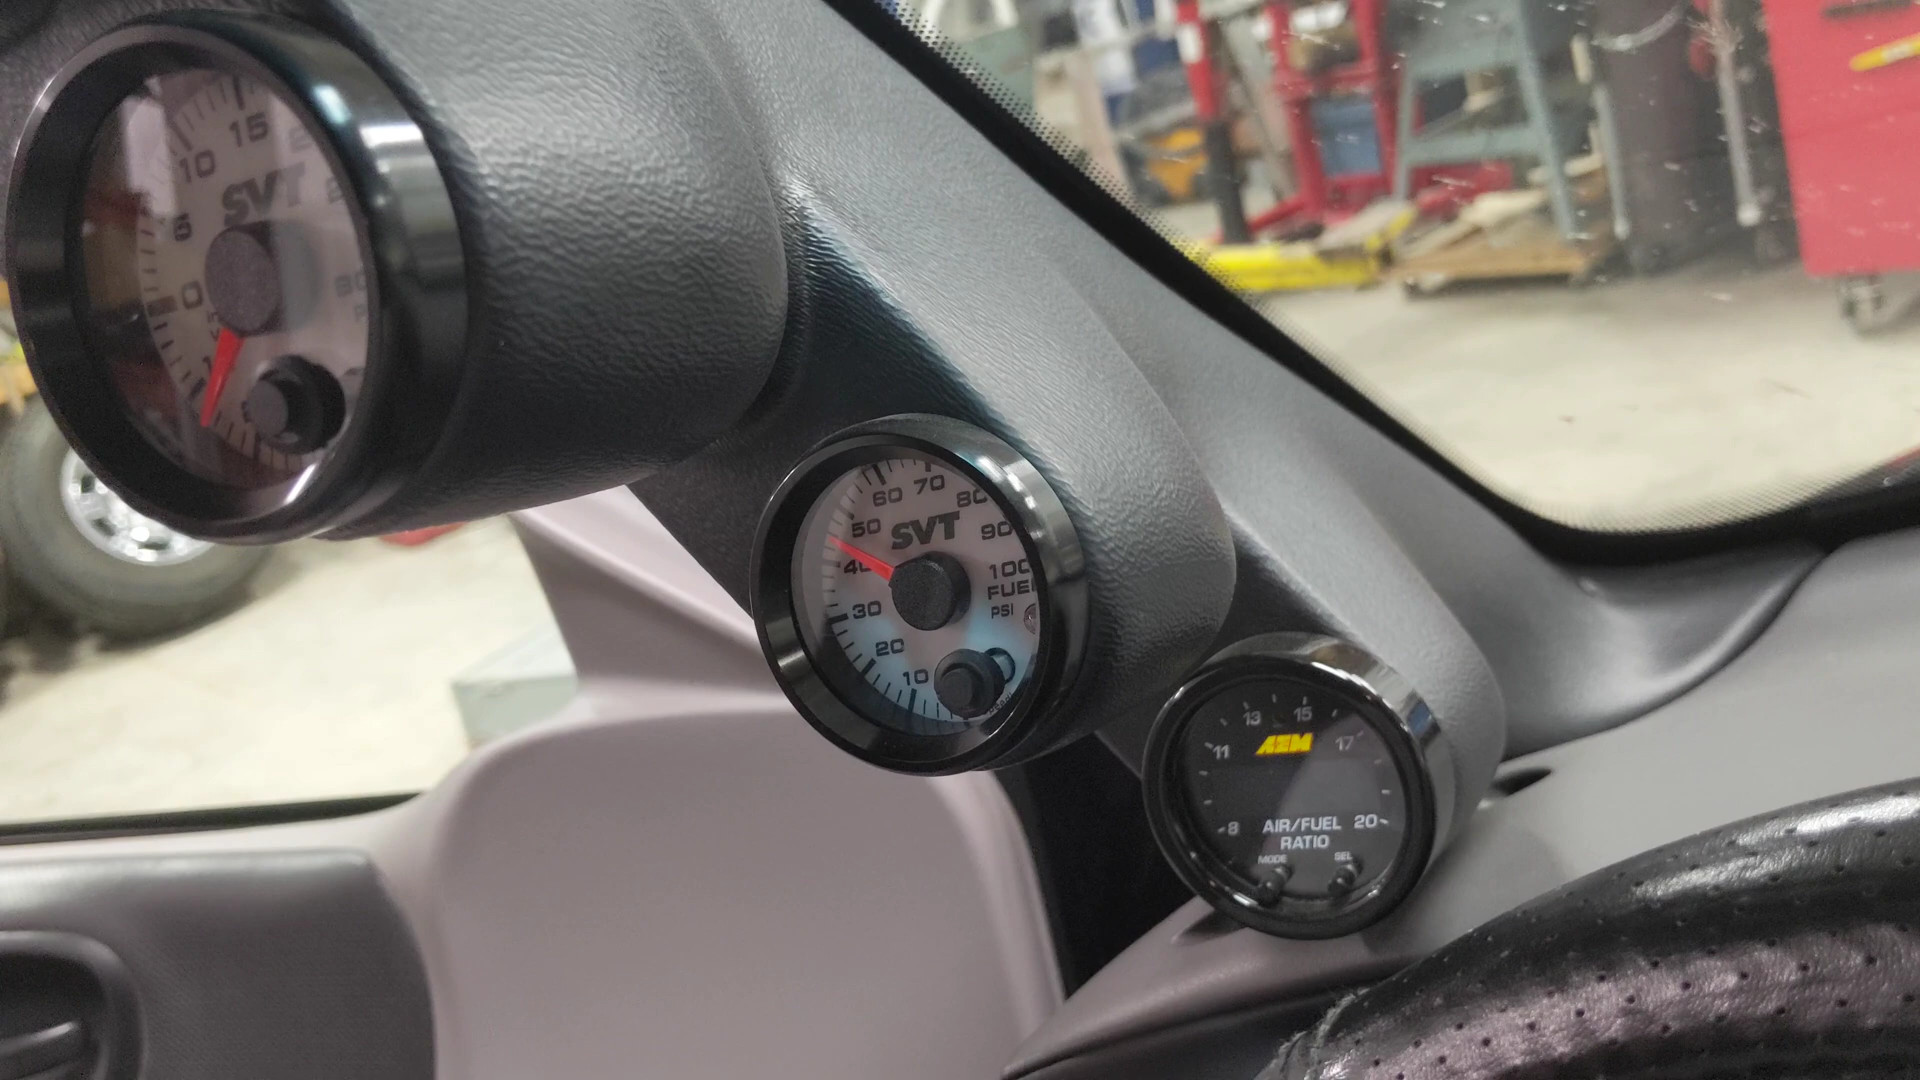 15
10
SVT
5
0
60 70 80
50 SVT 90
40 100
FUEL
30 PSI
20
10
13 15
11 AEM 17
8 AIR/FUEL 20
RATIO
MODE SEL